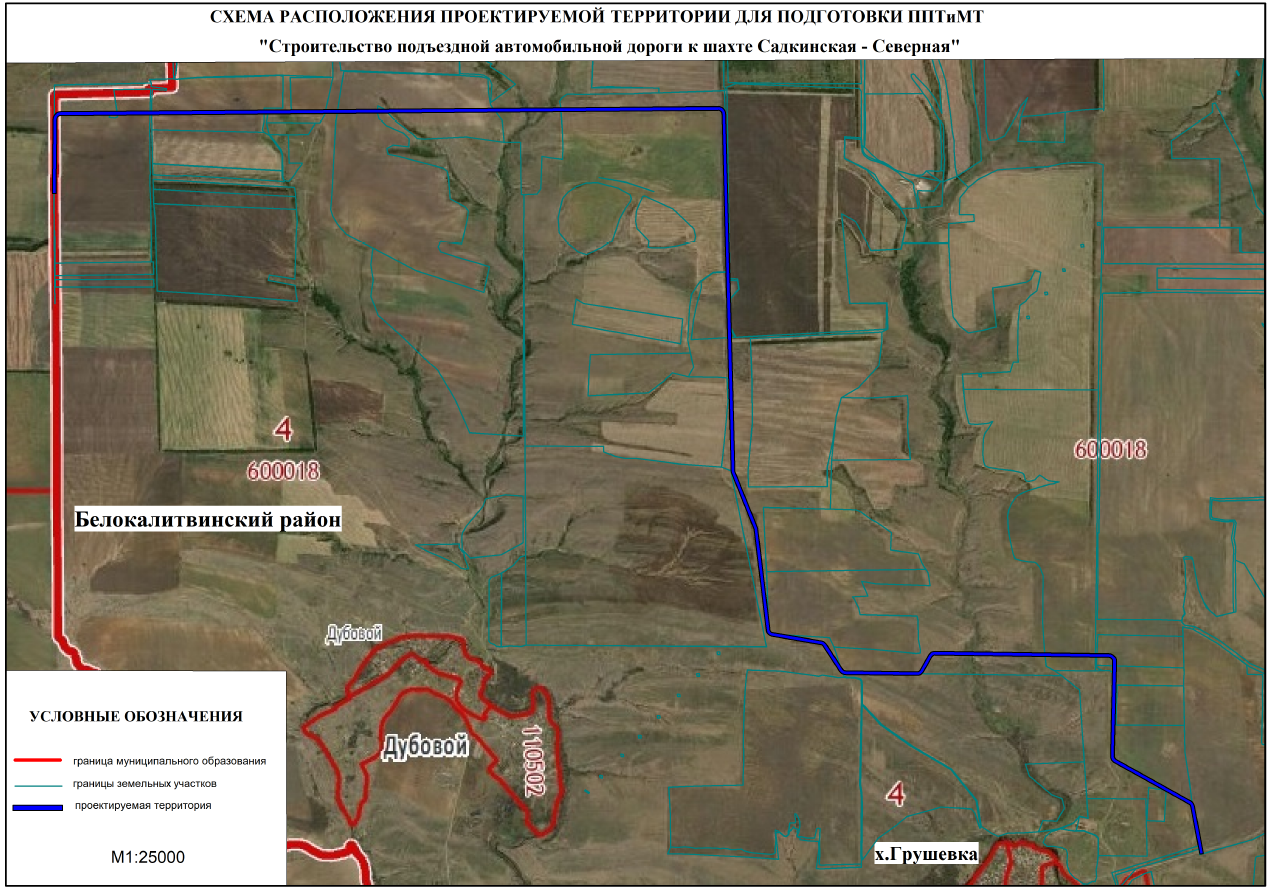 СХЕМА РАСПОЛОЖЕНИЯ ПРОЕКТИРУЕМОЙ ТЕРРИТОРИИ ДЛЯ ПОДГОТОВКИ ППТиМТ
"Строительство подъездной автомобильной дороги к шахте Садкинская - Северная"
4
600018
600018
Белокалитвинский район
Дубовой
Дубовой
110502
4
х.Грушевка
УСЛОВНЫЕ ОБОЗНАЧЕНИЯ
граница муниципального образования
границы земельных участков
проектируемая территория
М1:25000